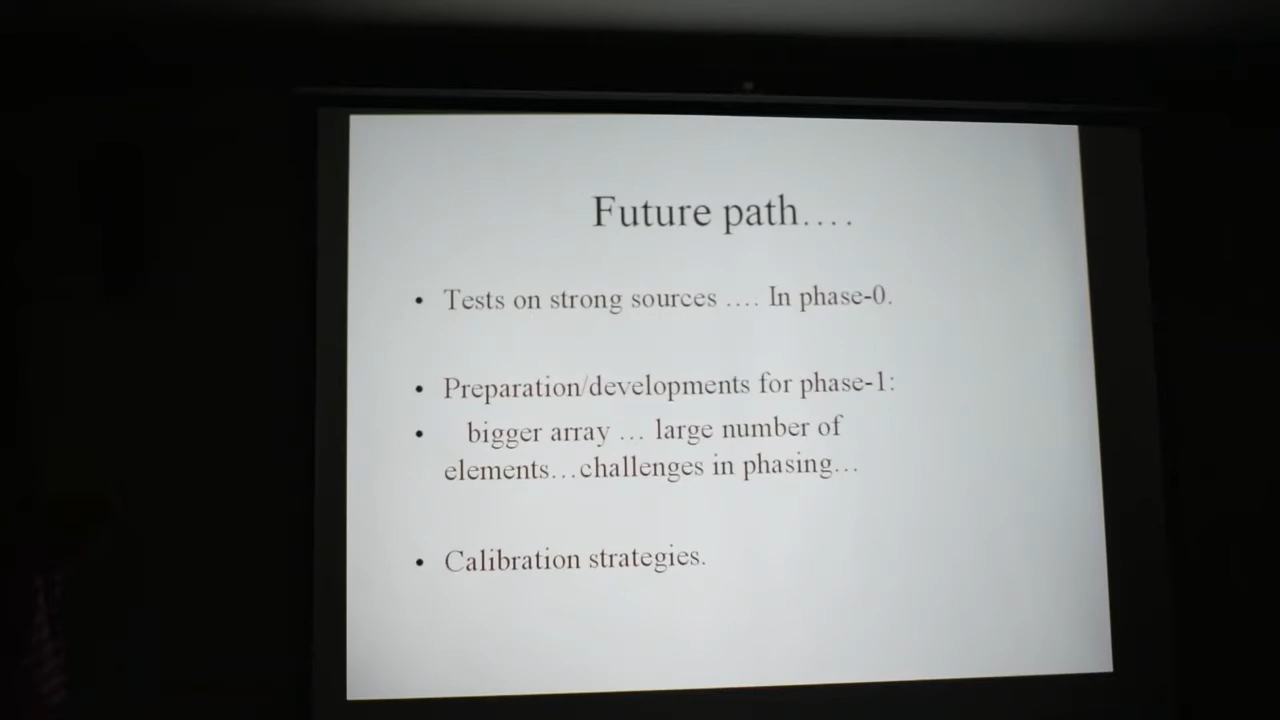 Future path....
• Tests on strong sources .... In phase-0.
• Preparation/developments for phase-1:
• bigger array ... large number of
elements...challenges in phasing...
• Calibration strategies.